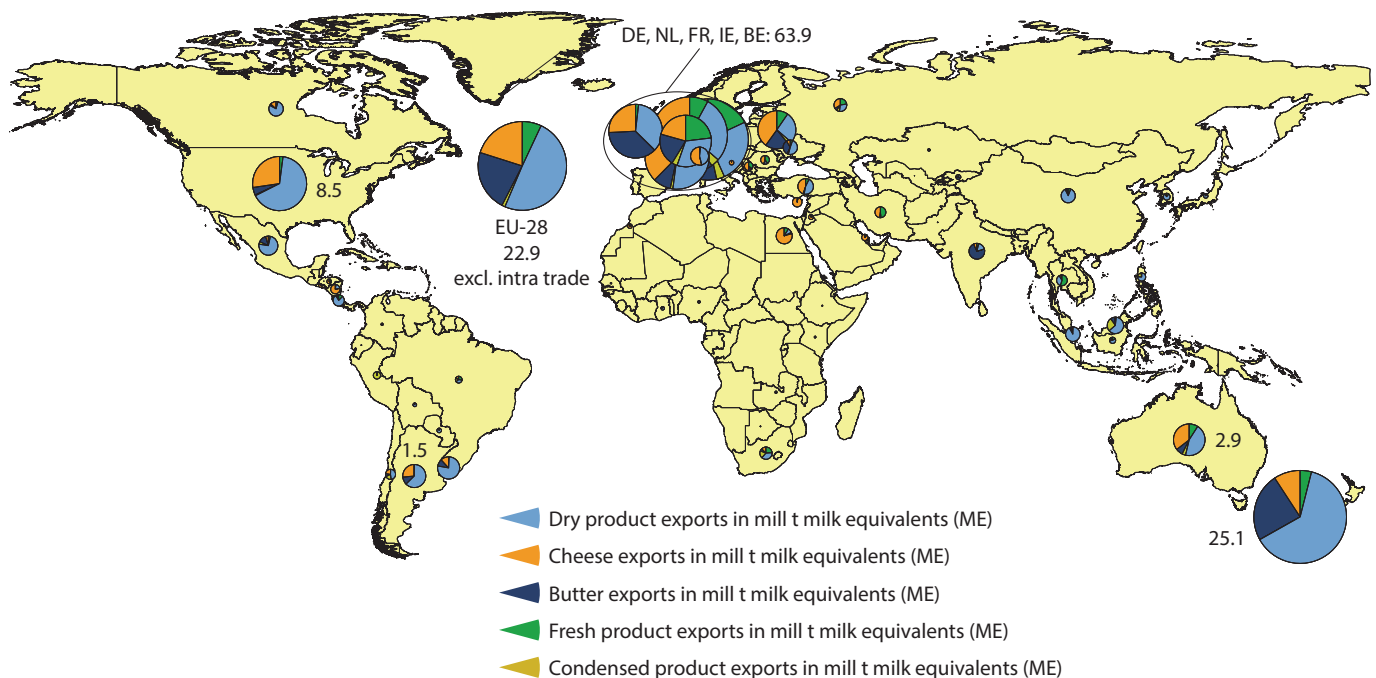 DE, NL, FR, IE, BE: 63.9
8.5
EU-28
22.9
excl. intra trade
1.5
2.9
25.1
Dry product exports in mill t milk equivalents (ME)
Cheese exports in mill t milk equivalents (ME)
Butter exports in mill t milk equivalents (ME)
Fresh product exports in mill t milk equivalents (ME)
Condensed product exports in mill t milk equivalents (ME)